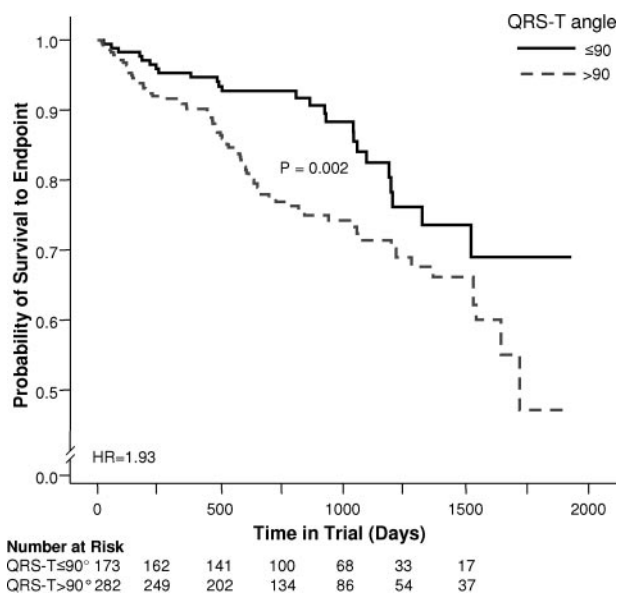 QRS-T angle
≤90
>90
1.0
0.9
0.8
0.7
0.6
0.5
0.0
Probability of Survival to Endpoint
P = 0.002
HR=1.93
0 500 1000 1500 2000
Time in Trial (Days)
Number at Risk
QRS-T≤90° 173 162 141 100 68 33 17
QRS-T>90° 282 249 202 134 86 54 37